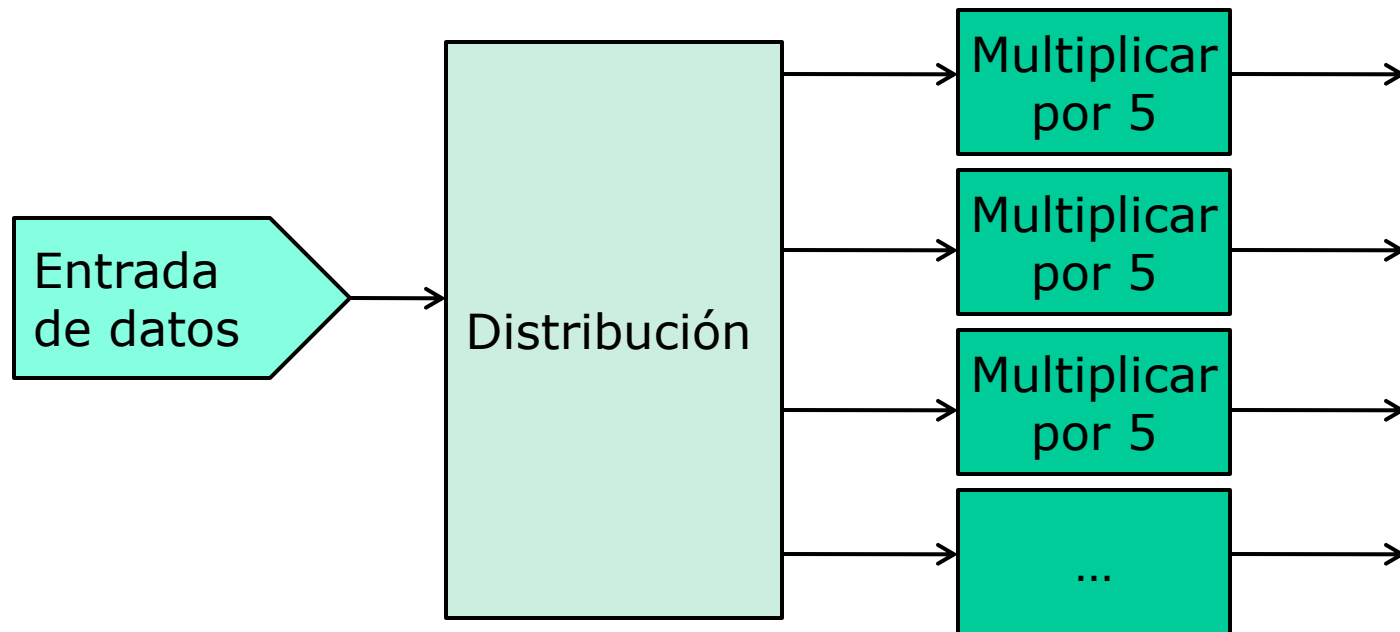 Entrada
de datos
Distribución
Multiplicar
por 5
Multiplicar
por 5
Multiplicar
por 5
...